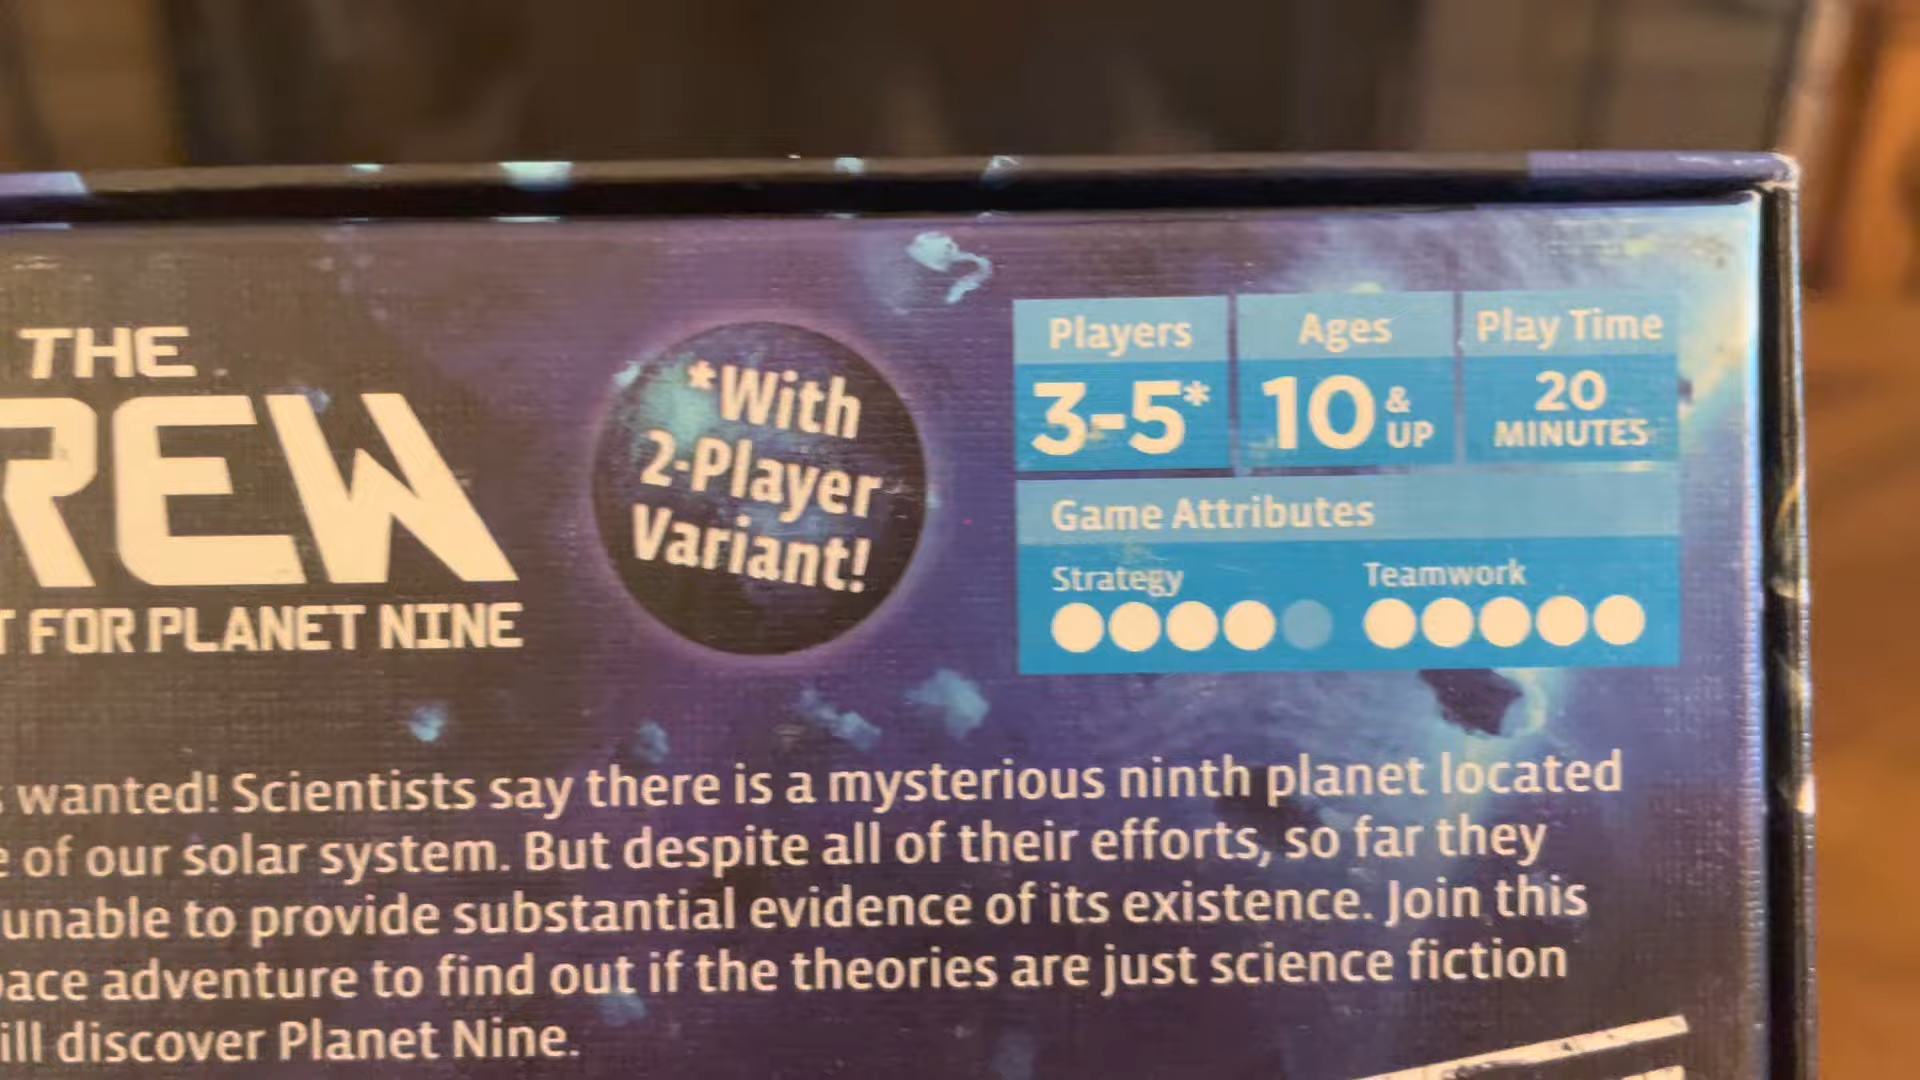 THE
REW
T FOR PLANET NINE
*With
2-Player
Variant!
Players
3-5*
Ages
10 & UP
Play Time
20
MINUTES
Game Attributes
Strategy
Teamwork
wanted! Scientists say there is a mysterious ninth planet located
e of our solar system. But despite all of their efforts, so far they
unable to provide substantial evidence of its existence. Join this
pace adventure to find out if the theories are just science fiction
ill discover Planet Nine.